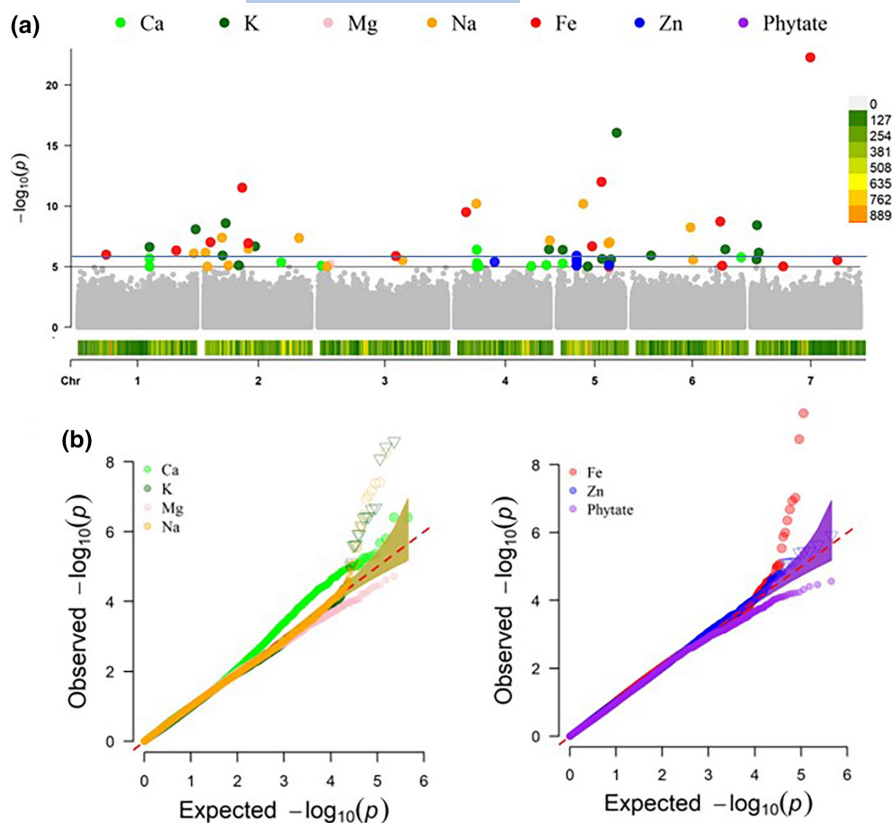 (a)
Ca K Mg Na Fe Zn Phytate
−log10(p)
20
15
10
5
0
0
127
254
381
508
635
762
889
Chr 1 2 3 4 5 6 7
(b)
Ca
K
Mg
Na
Observed −log10(p)
8
6
4
2
0
0 1 2 3 4 5 6
Expected −log10(p)
Fe
Zn
Phytate
Observed −log10(p)
8
6
4
2
0
0 1 2 3 4 5 6
Expected −log10(p)